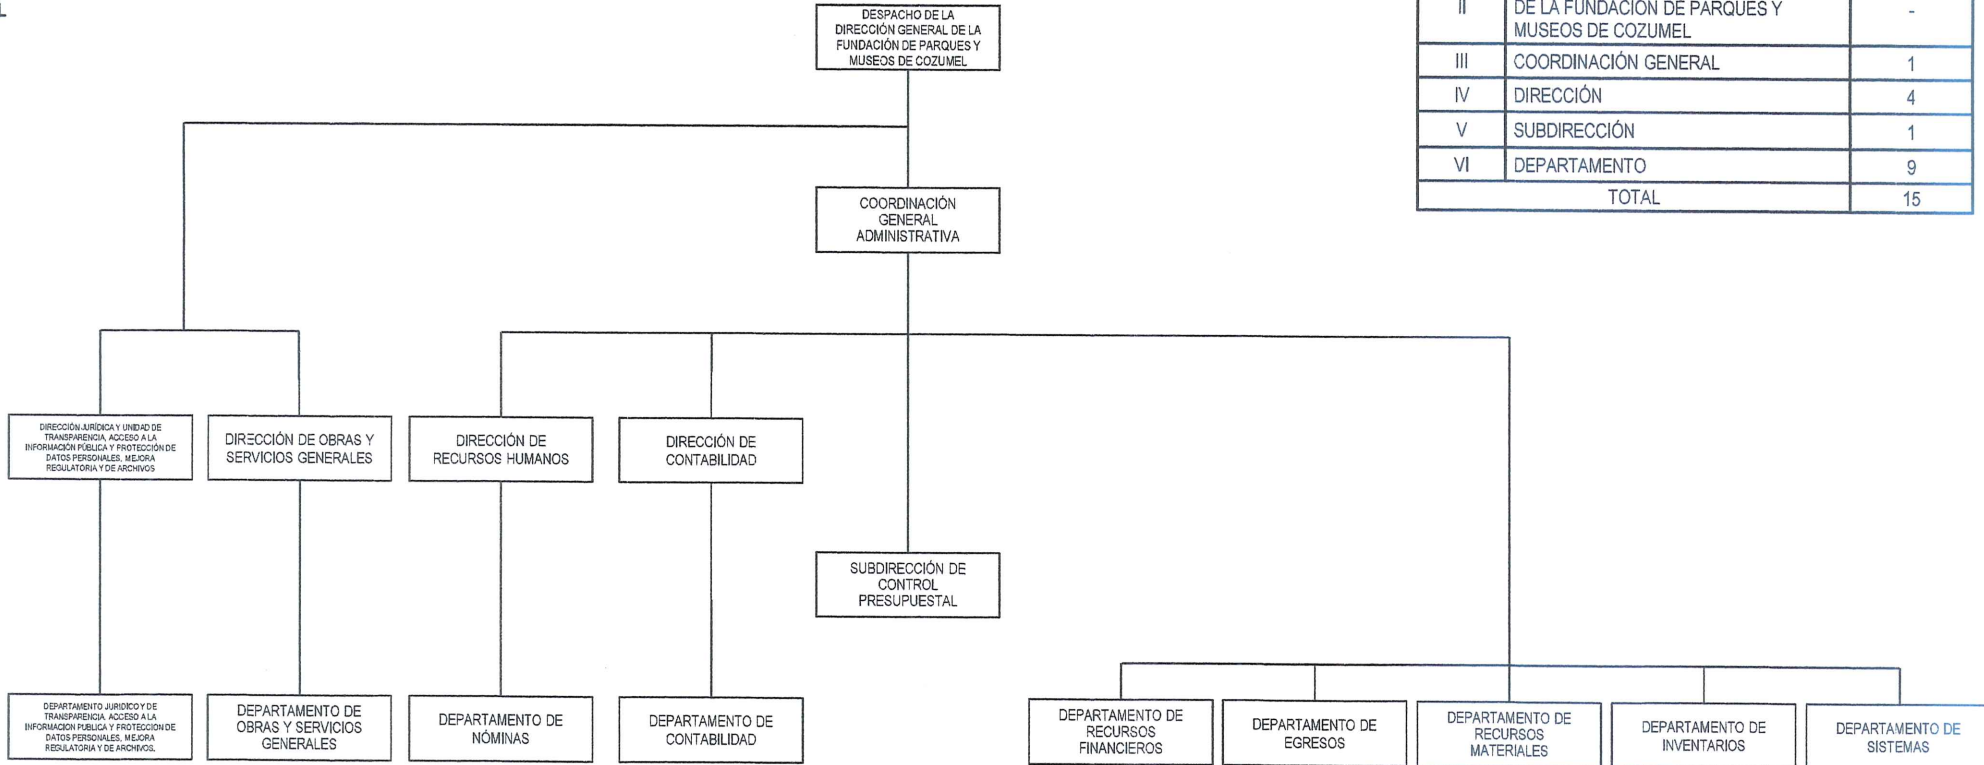 L
DESPACHO DE LA
DIRECCIÓN GENERAL DE LA
FUNDACIÓN DE PARQUES Y
MUSEOS DE COZUMEL
II
DE LA FUNDACIÓN DE PARQUES Y
MUSEOS DE COZUMEL
-
III COORDINACIÓN GENERAL 1
IV DIRECCIÓN 4
V SUBDIRECCIÓN 1
VI DEPARTAMENTO 9
TOTAL 15
COORDINACIÓN
GENERAL
ADMINISTRATIVA
DIRECCIÓN JURÍDICA Y UNIDAD DE
TRANSPARENCIA, ACCESO A LA
INFORMACIÓN PÚBLICA Y PROTECCIÓN DE
DATOS PERSONALES, MEJORA
REGULATORIA Y DE ARCHIVOS
DIRECCIÓN DE OBRAS Y
SERVICIOS GENERALES
DIRECCIÓN DE
RECURSOS HUMANOS
DIRECCIÓN DE
CONTABILIDAD
SUBDIRECCIÓN DE
CONTROL
PRESUPUESTAL
DEPARTAMENTO JURIDICO Y DE
TRANSPARENCIA, ACCESO A LA
INFORMACION PUBLICA Y PROTECCION DE
DATOS PERSONALES, MEJORA
REGULATORIA Y DE ARCHIVOS.
DEPARTAMENTO DE
OBRAS Y SERVICIOS
GENERALES
DEPARTAMENTO DE
NÓMINAS
DEPARTAMENTO DE
CONTABILIDAD
DEPARTAMENTO DE
RECURSOS
FINANCIEROS
DEPARTAMENTO DE
EGRESOS
DEPARTAMENTO DE
RECURSOS
MATERIALES
DEPARTAMENTO DE
INVENTARIOS
DEPARTAMENTO DE
SISTEMAS